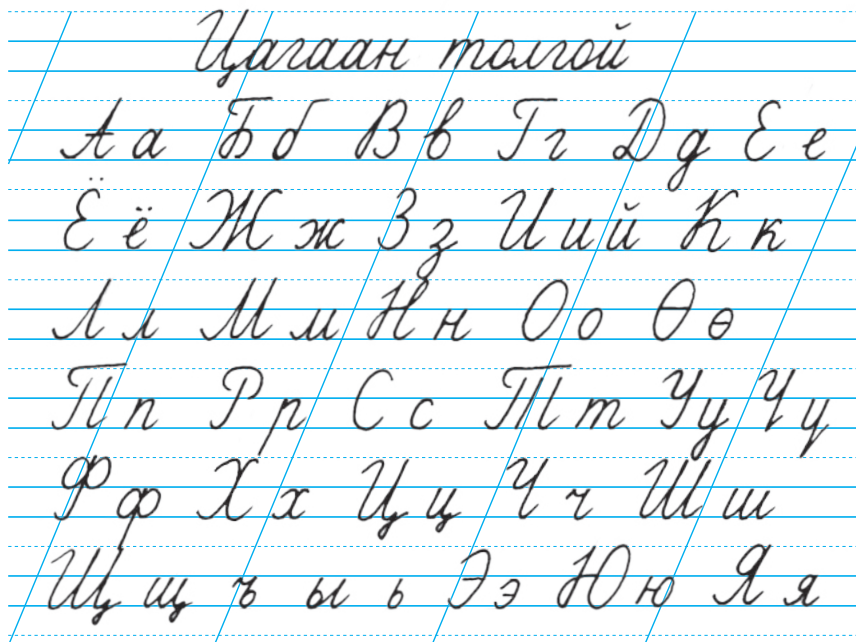 Цагаан толгой
А а Б б В в Г г Д д Е е
Ё ё Ж ж З з И и й К к
Л л М м Н н О о Ө ө
П п Р р С с Т т У у Ү ү
Ф ф Х х Ц ц Ч ч Ш ш
Щ щ ъ ы ь Э э Ю ю Я я